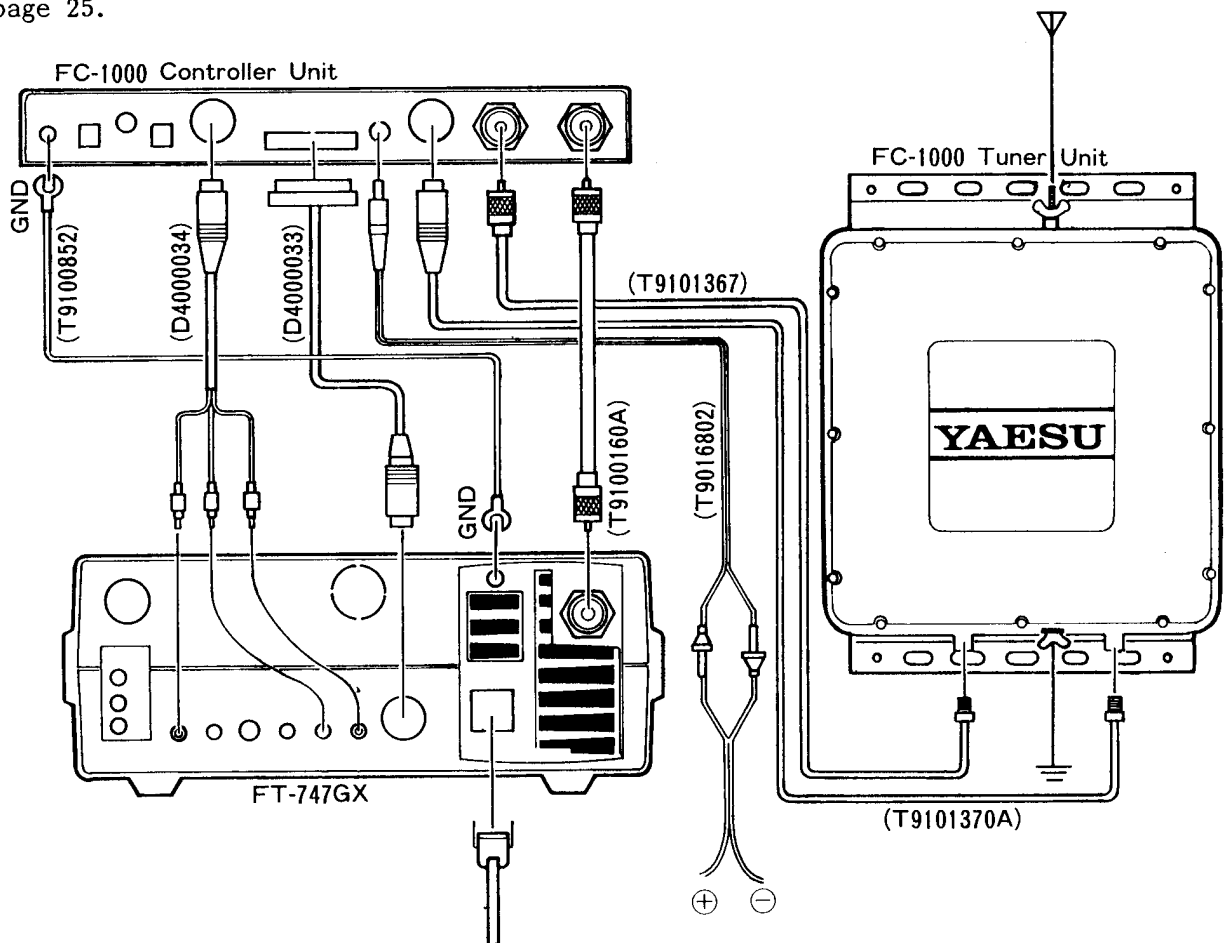 page 25.
FC-1000 Controller Unit
FC-1000 Tuner Unit
GND
(T9100852)
(D4000034)
(D4000033)
(T9101367)
GND
(T9100160A)
(T9016802)
YAESU
FT-747GX
(T9101370A)
+ −